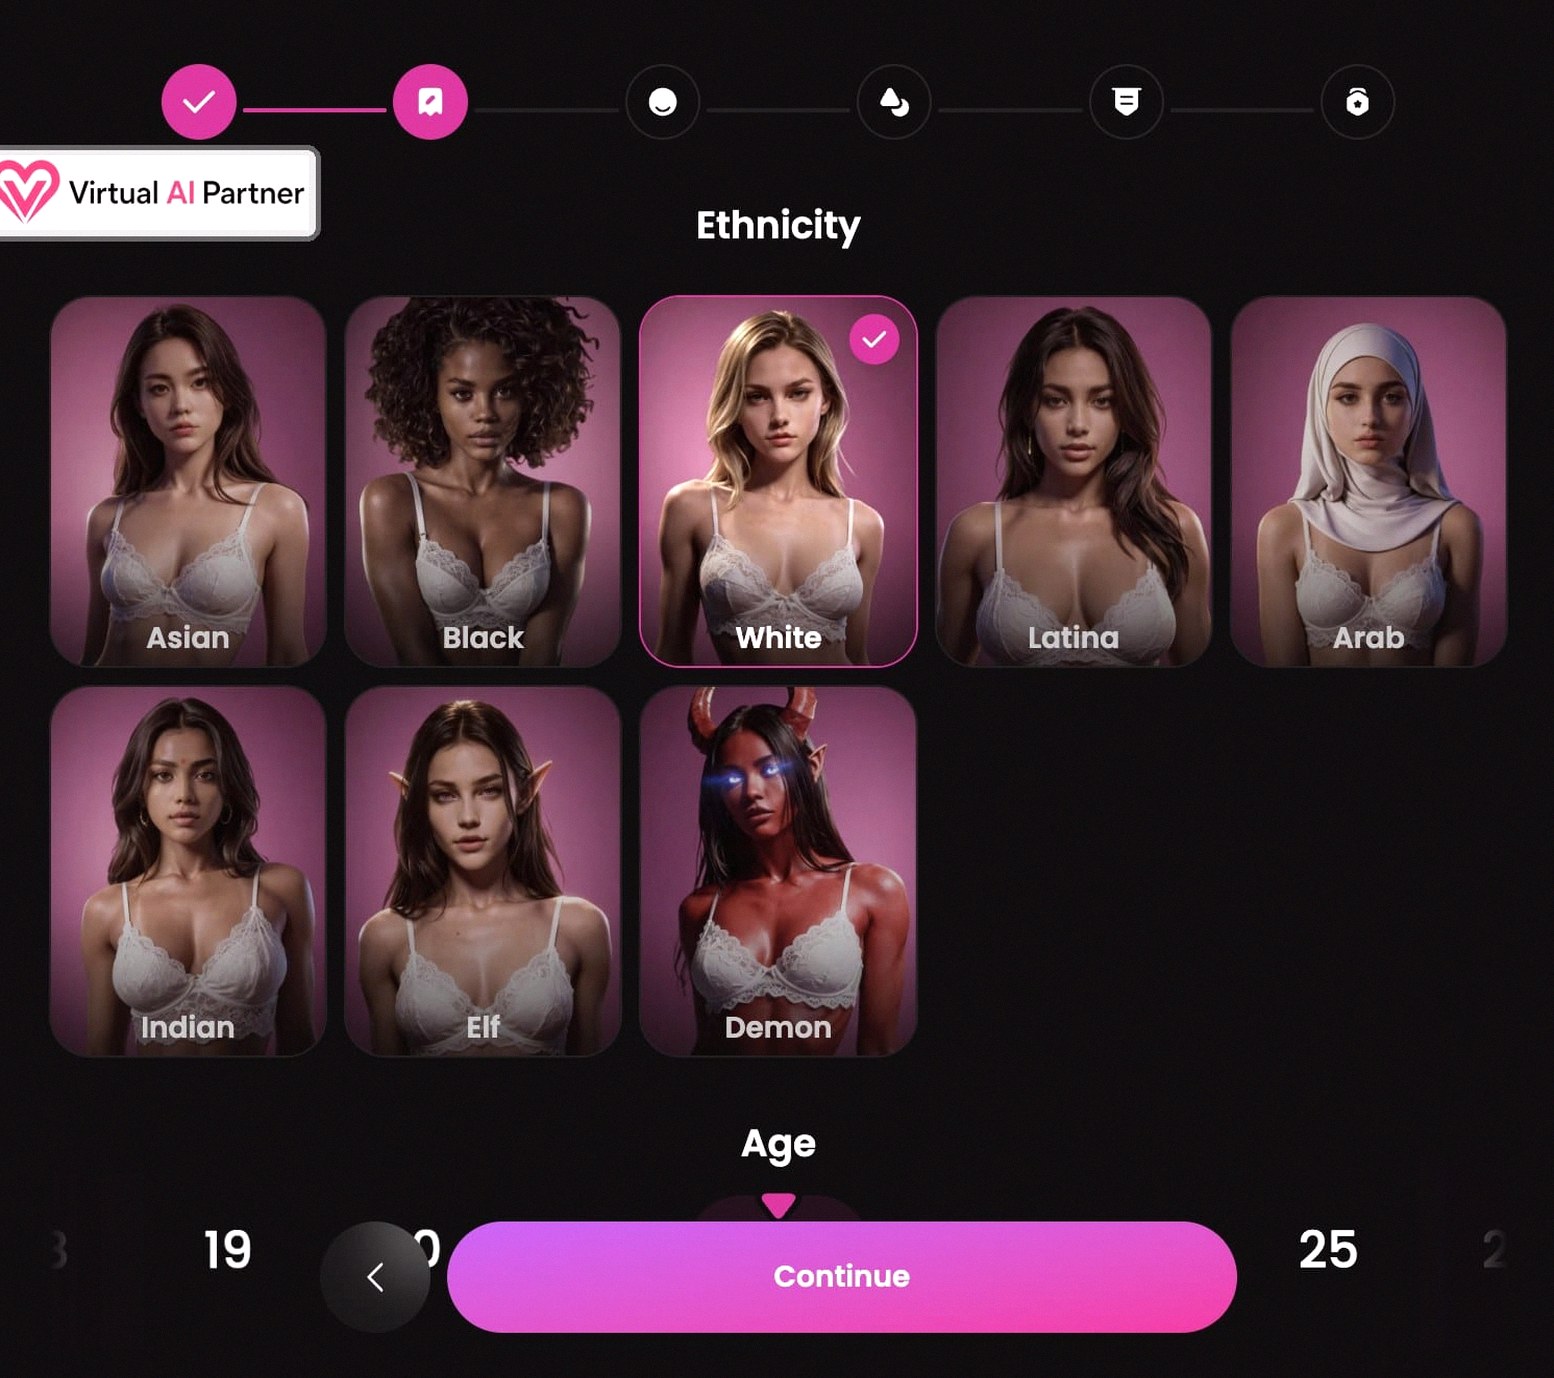 Virtual AI Partner
Ethnicity
Asian
Black
White
Latina
Arab
Indian
Elf
Demon
Age
19
25
Continue